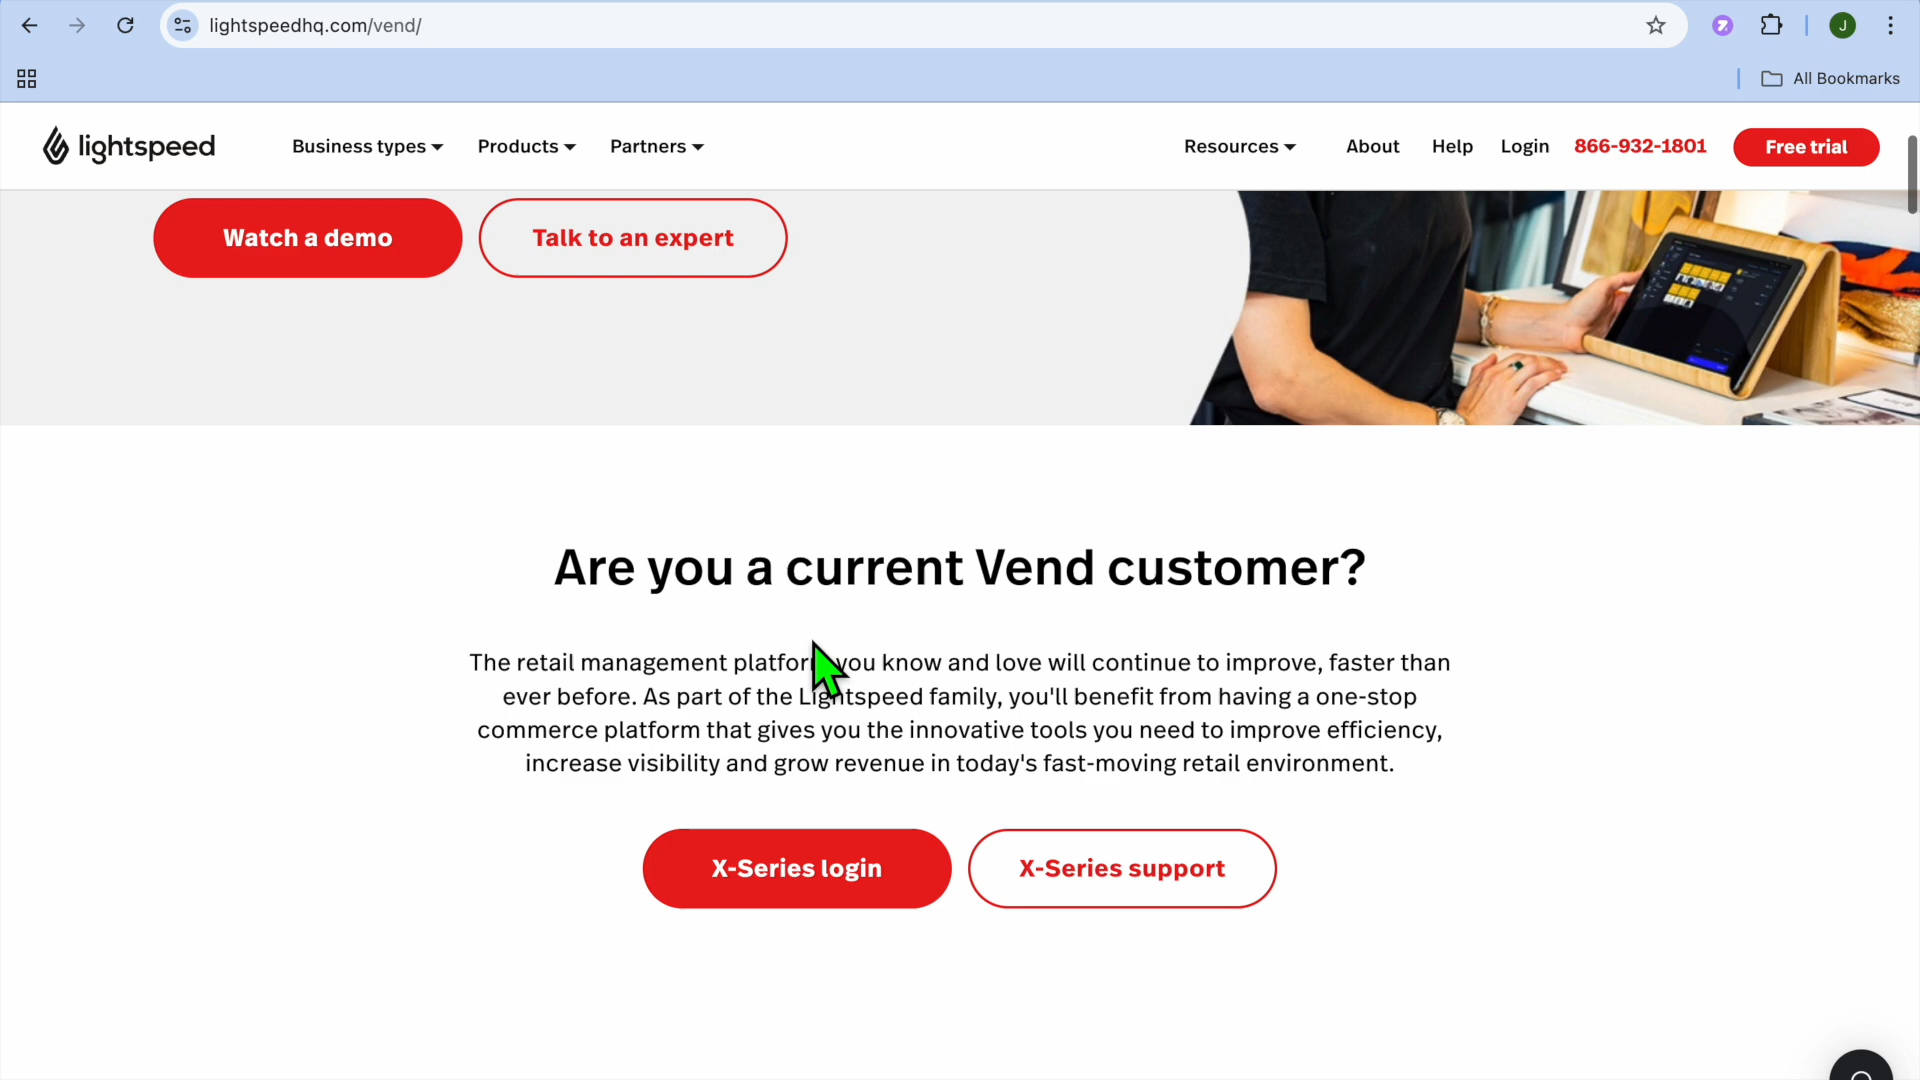 lightspeedhq.com/vend/
J
All Bookmarks
lightspeed
Business types
Products
Partners
Resources
About
Help
Login
866-932-1801
Free trial
Watch a demo
Talk to an expert
Are you a current Vend customer?
The retail management platform you know and love will continue to improve, faster than
ever before. As part of the Lightspeed family, you'll benefit from having a one-stop
commerce platform that gives you the innovative tools you need to improve efficiency,
increase visibility and grow revenue in today's fast-moving retail environment.
X-Series login
X-Series support